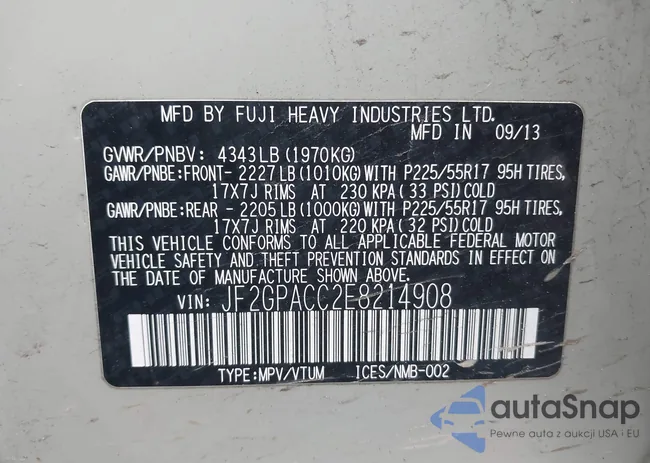 MFD BY FUJI HEAVY INDUSTRIES LTD.
MFD IN 09/13
GVWR/PNBV: 4343LB(1970KG)
GAWR/PNBE:FRONT- 2227LB(1010KG)WITH P225/55R17 95H TIRES,
17X7J RIMS AT 230 KPA(33 PSI)COLD
GAWR/PNBE:REAR - 2205LB(1000KG)WITH P225/55R17 95H TIRES,
17X7J RIMS AT 220 KPA(32 PSI)COLD
THIS VEHICLE CONFORMS TO ALL APPLICABLE FEDERAL MOTOR
VEHICLE SAFETY AND THEFT PREVENTION STANDARDS IN EFFECT
ON THE DATE OF MANUFACTURE SHOWN ABOVE.
VIN: JF2GPACC2E8214908
TYPE:MPV/VTUM ICES/NMB-002
autaSnap
Pewne auta z aukcji USA i EU